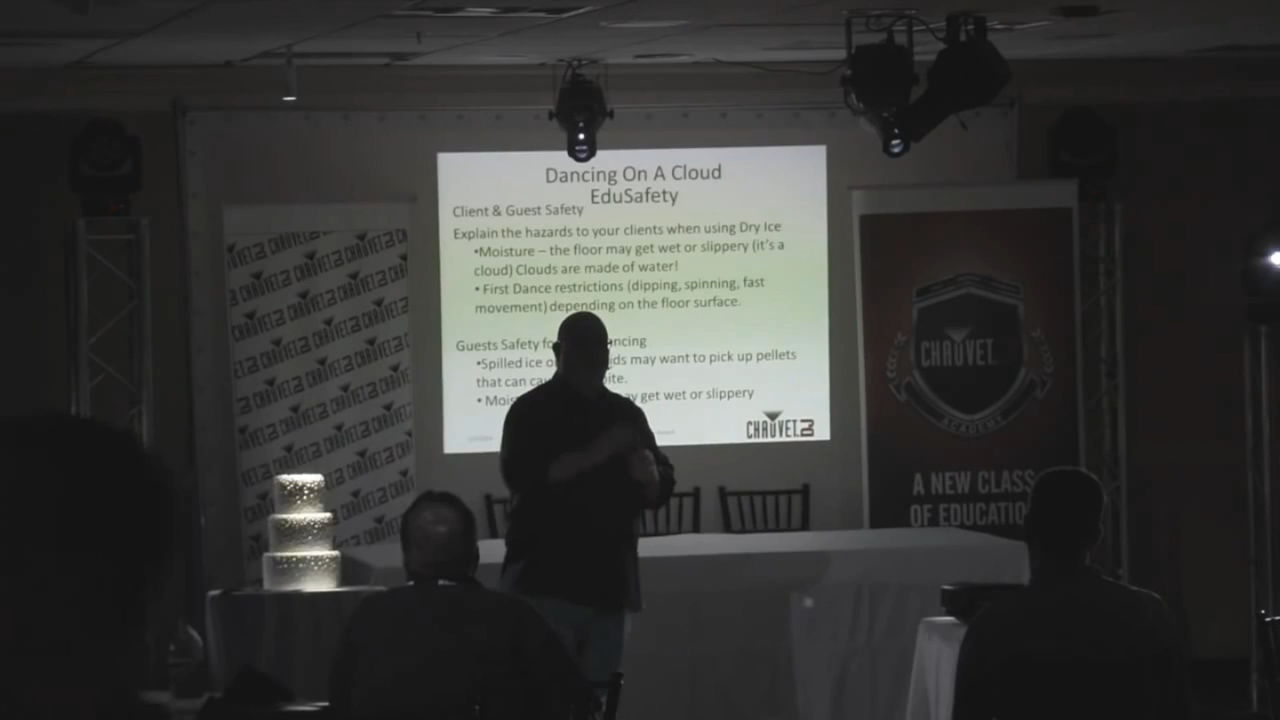 Dancing On A Cloud
EduSafety
Client & Guest Safety
Explain the hazards to your clients when using Dry Ice
•Moisture – the floor may get wet or slippery (it's a
cloud) Clouds are made of water!
• First Dance restrictions (dipping, spinning, fast
movement) depending on the floor surface.
Guests Safety
•Spilled ice may want to pick up pellets
that can
• get wet or slippery
CHAUVET DJ
CHAUVET DJ
CHAUVET
ACADEMY
A NEW CLASS
OF EDUCATIO